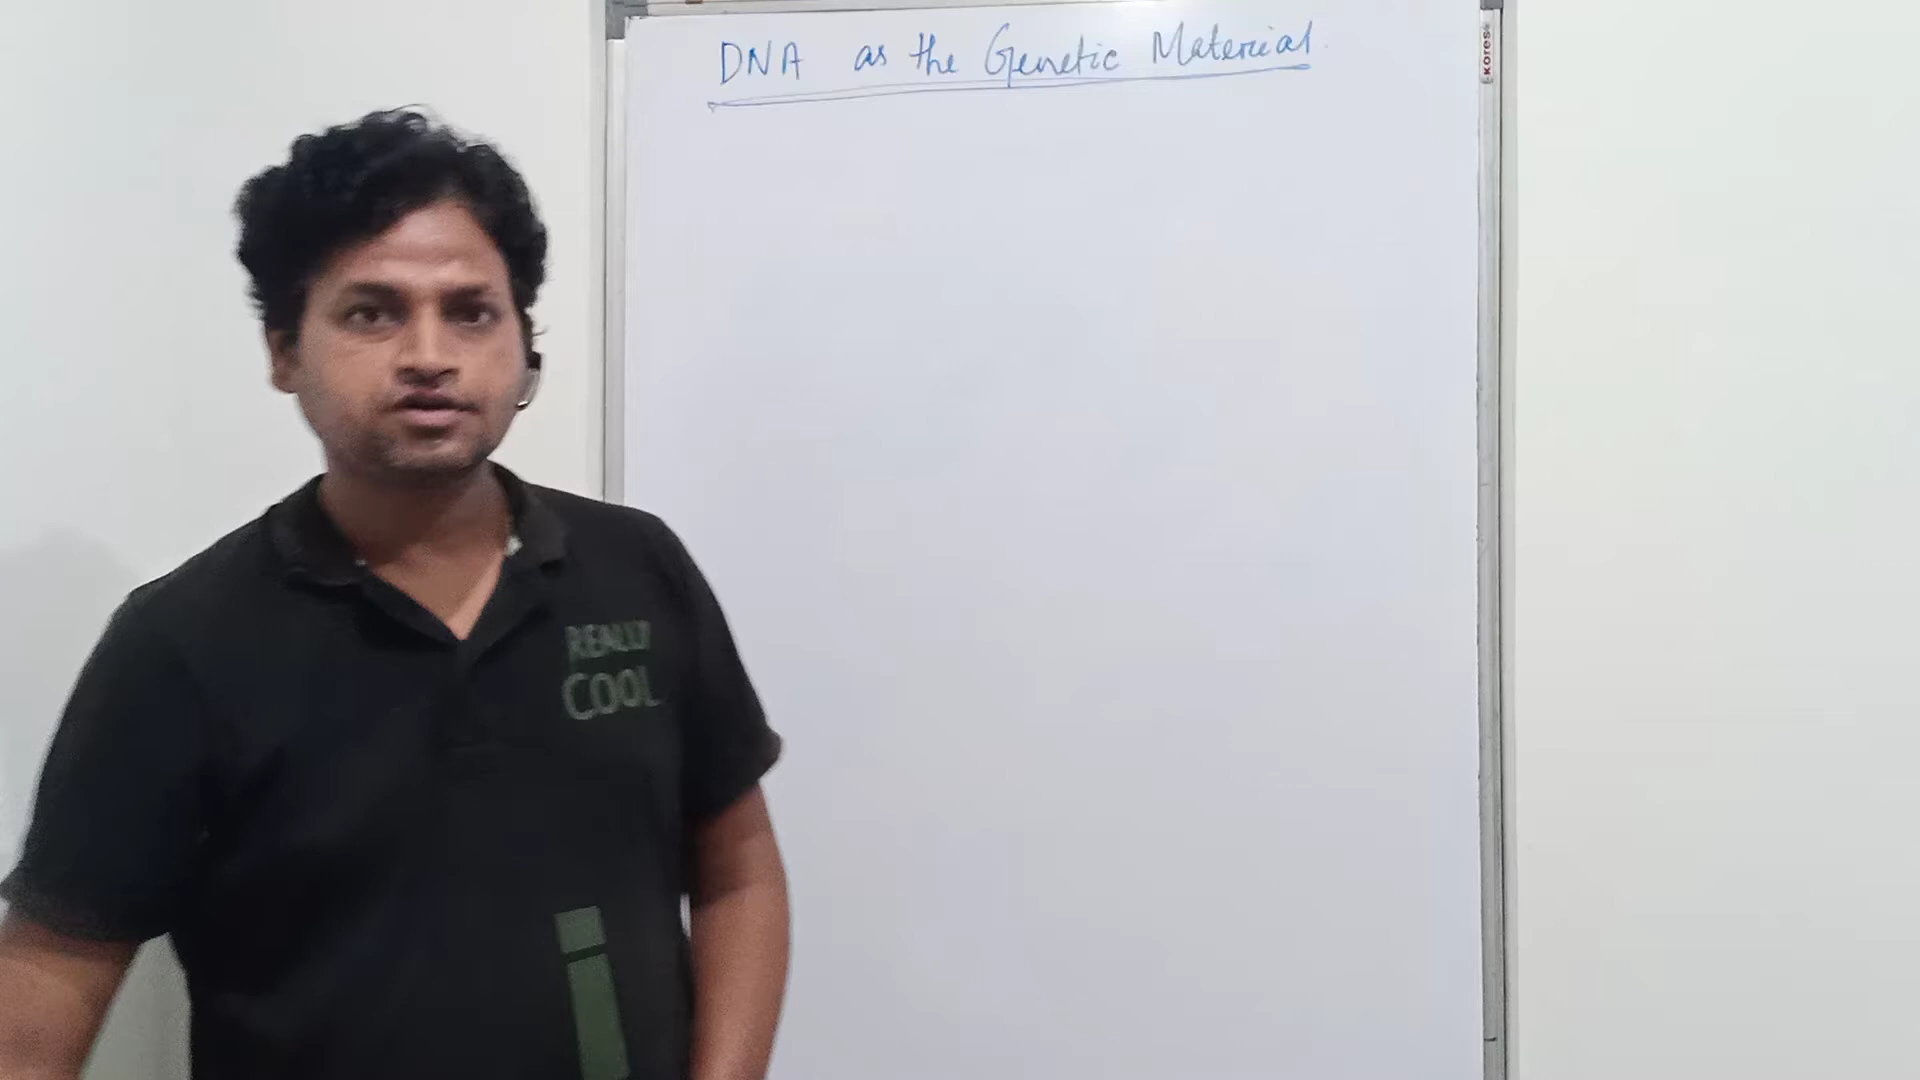 DNA as the Genetic Material
Kores
REALLY
COOL